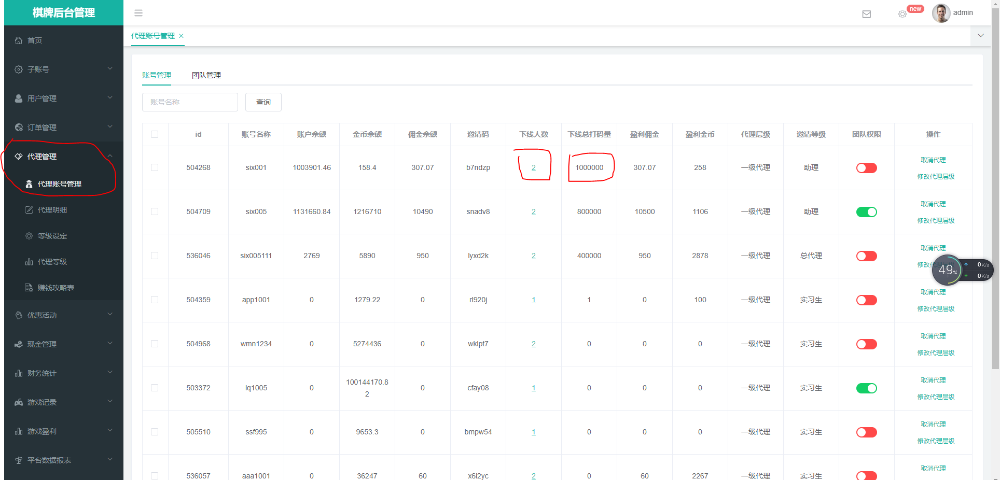 棋牌后台管理
new
admin
首页
子账号
用户管理
订单管理
代理管理
代理账号管理
代理明细
等级设定
代理等级
赚钱攻略表
优惠活动
现金管理
财务统计
游戏记录
游戏盈利
平台数据报表
代理账号管理 ×
账号管理 团队管理
账号名称 查询
id 账号名称 账户余额 金币余额 佣金余额 邀请码 下线人数 下线总打码量 盈利佣金 盈利金币 代理层级 邀请等级 团队权限 操作
504268 six001 1003901.46 158.4 307.07 b7ndzp 2 1000000 307.07 258 一级代理 助理 取消代理
修改代理层级
504709 six005 1131660.84 1216710 10490 snadv8 2 800000 10500 1106 一级代理 助理 取消代理
修改代理层级
536046 six005111 2769 5890 950 lyxd2k 2 400000 950 2878 一级代理 总代理 取消代理
修改代
49% 0K/s
0K/s
504359 app1001 0 1279.22 0 rl920j 1 1 0 100 一级代理 实习生 取消代理
修改代理层级
504968 wmn1234 0 5274436 0 wklpt7 2 0 0 0 一级代理 实习生 取消代理
修改代理层级
503372 lq1005 0 100144170.8
2 0 cfay08 1 0 0 0 一级代理 实习生 取消代理
修改代理层级
505510 ssf995 0 9653.3 0 bmpw54 1 0 0 0 一级代理 实习生 取消代理
修改代理层级
536057 aaa1001 0 36247 60 x6i2yc 2 0 60 2267 一级代理 实习生 取消代理